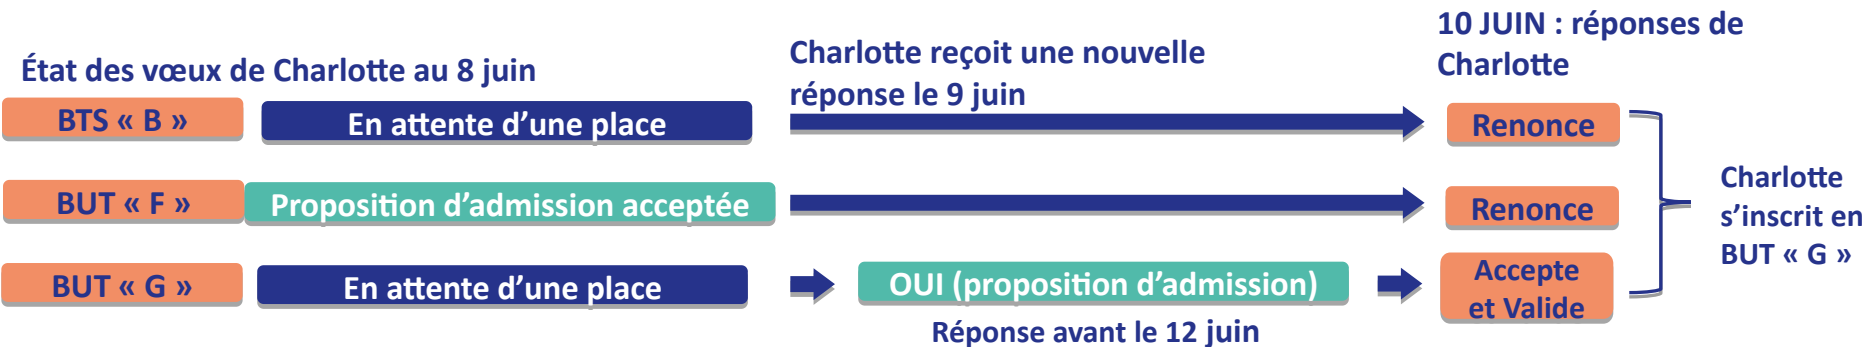 État des vœux de Charlotte au 8 juin
Charlotte reçoit une nouvelle
réponse le 9 juin
10 JUIN : réponses de
Charlotte
BTS « B »
En attente d’une place
Renonce
BUT « F »
Proposition d’admission acceptée
Renonce
BUT « G »
En attente d’une place
OUI (proposition d’admission)
Réponse avant le 12 juin
Accepte
et Valide
Charlotte
s’inscrit en
BUT « G »